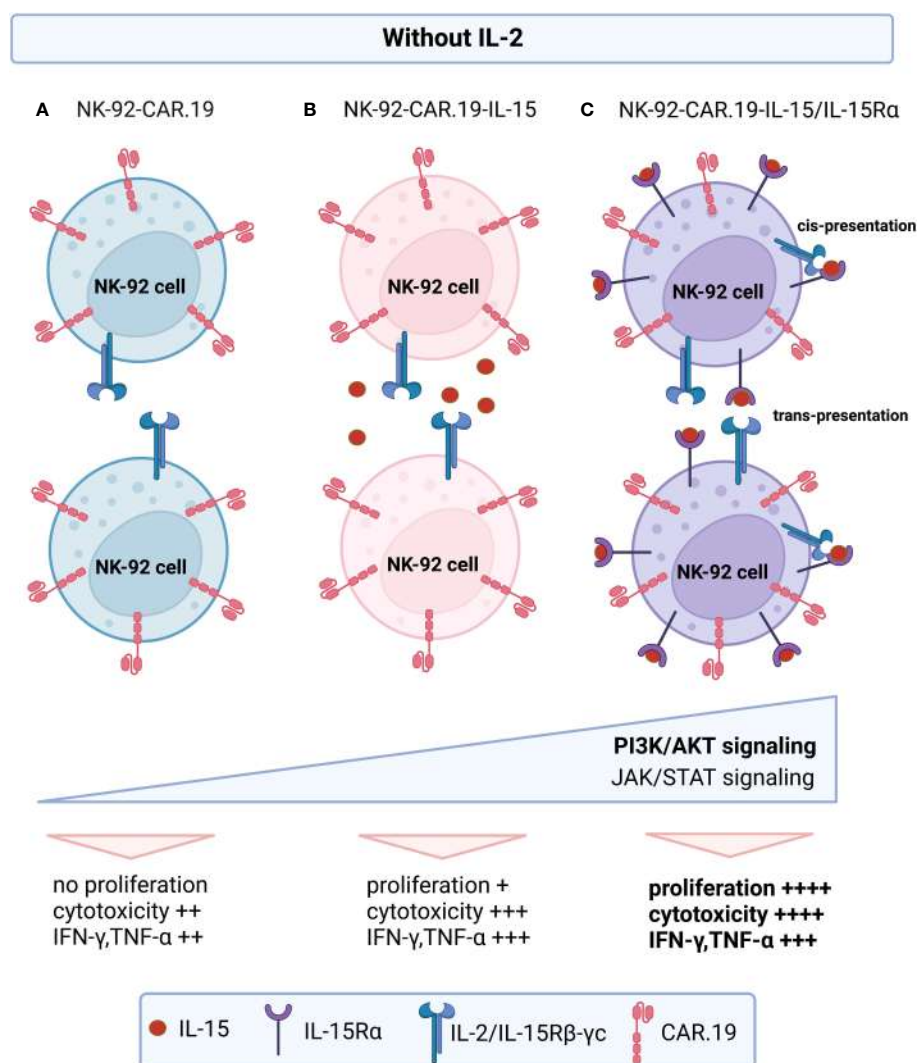 Without IL-2
A NK-92-CAR.19
B NK-92-CAR.19-IL-15
C NK-92-CAR.19-IL-15/IL-15Rα
cis-presentation
NK-92 cell
NK-92 cell
NK-92 cell
trans-presentation
NK-92 cell
NK-92 cell
NK-92 cell
PI3K/AKT signaling
JAK/STAT signaling
no proliferation
cytotoxicity ++
IFN-γ,TNF-α ++
proliferation +
cytotoxicity +++
IFN-γ,TNF-α +++
proliferation ++++
cytotoxicity ++++
IFN-γ,TNF-α +++
IL-15
IL-15Rα
IL-2/IL-15Rβ-γc
CAR.19